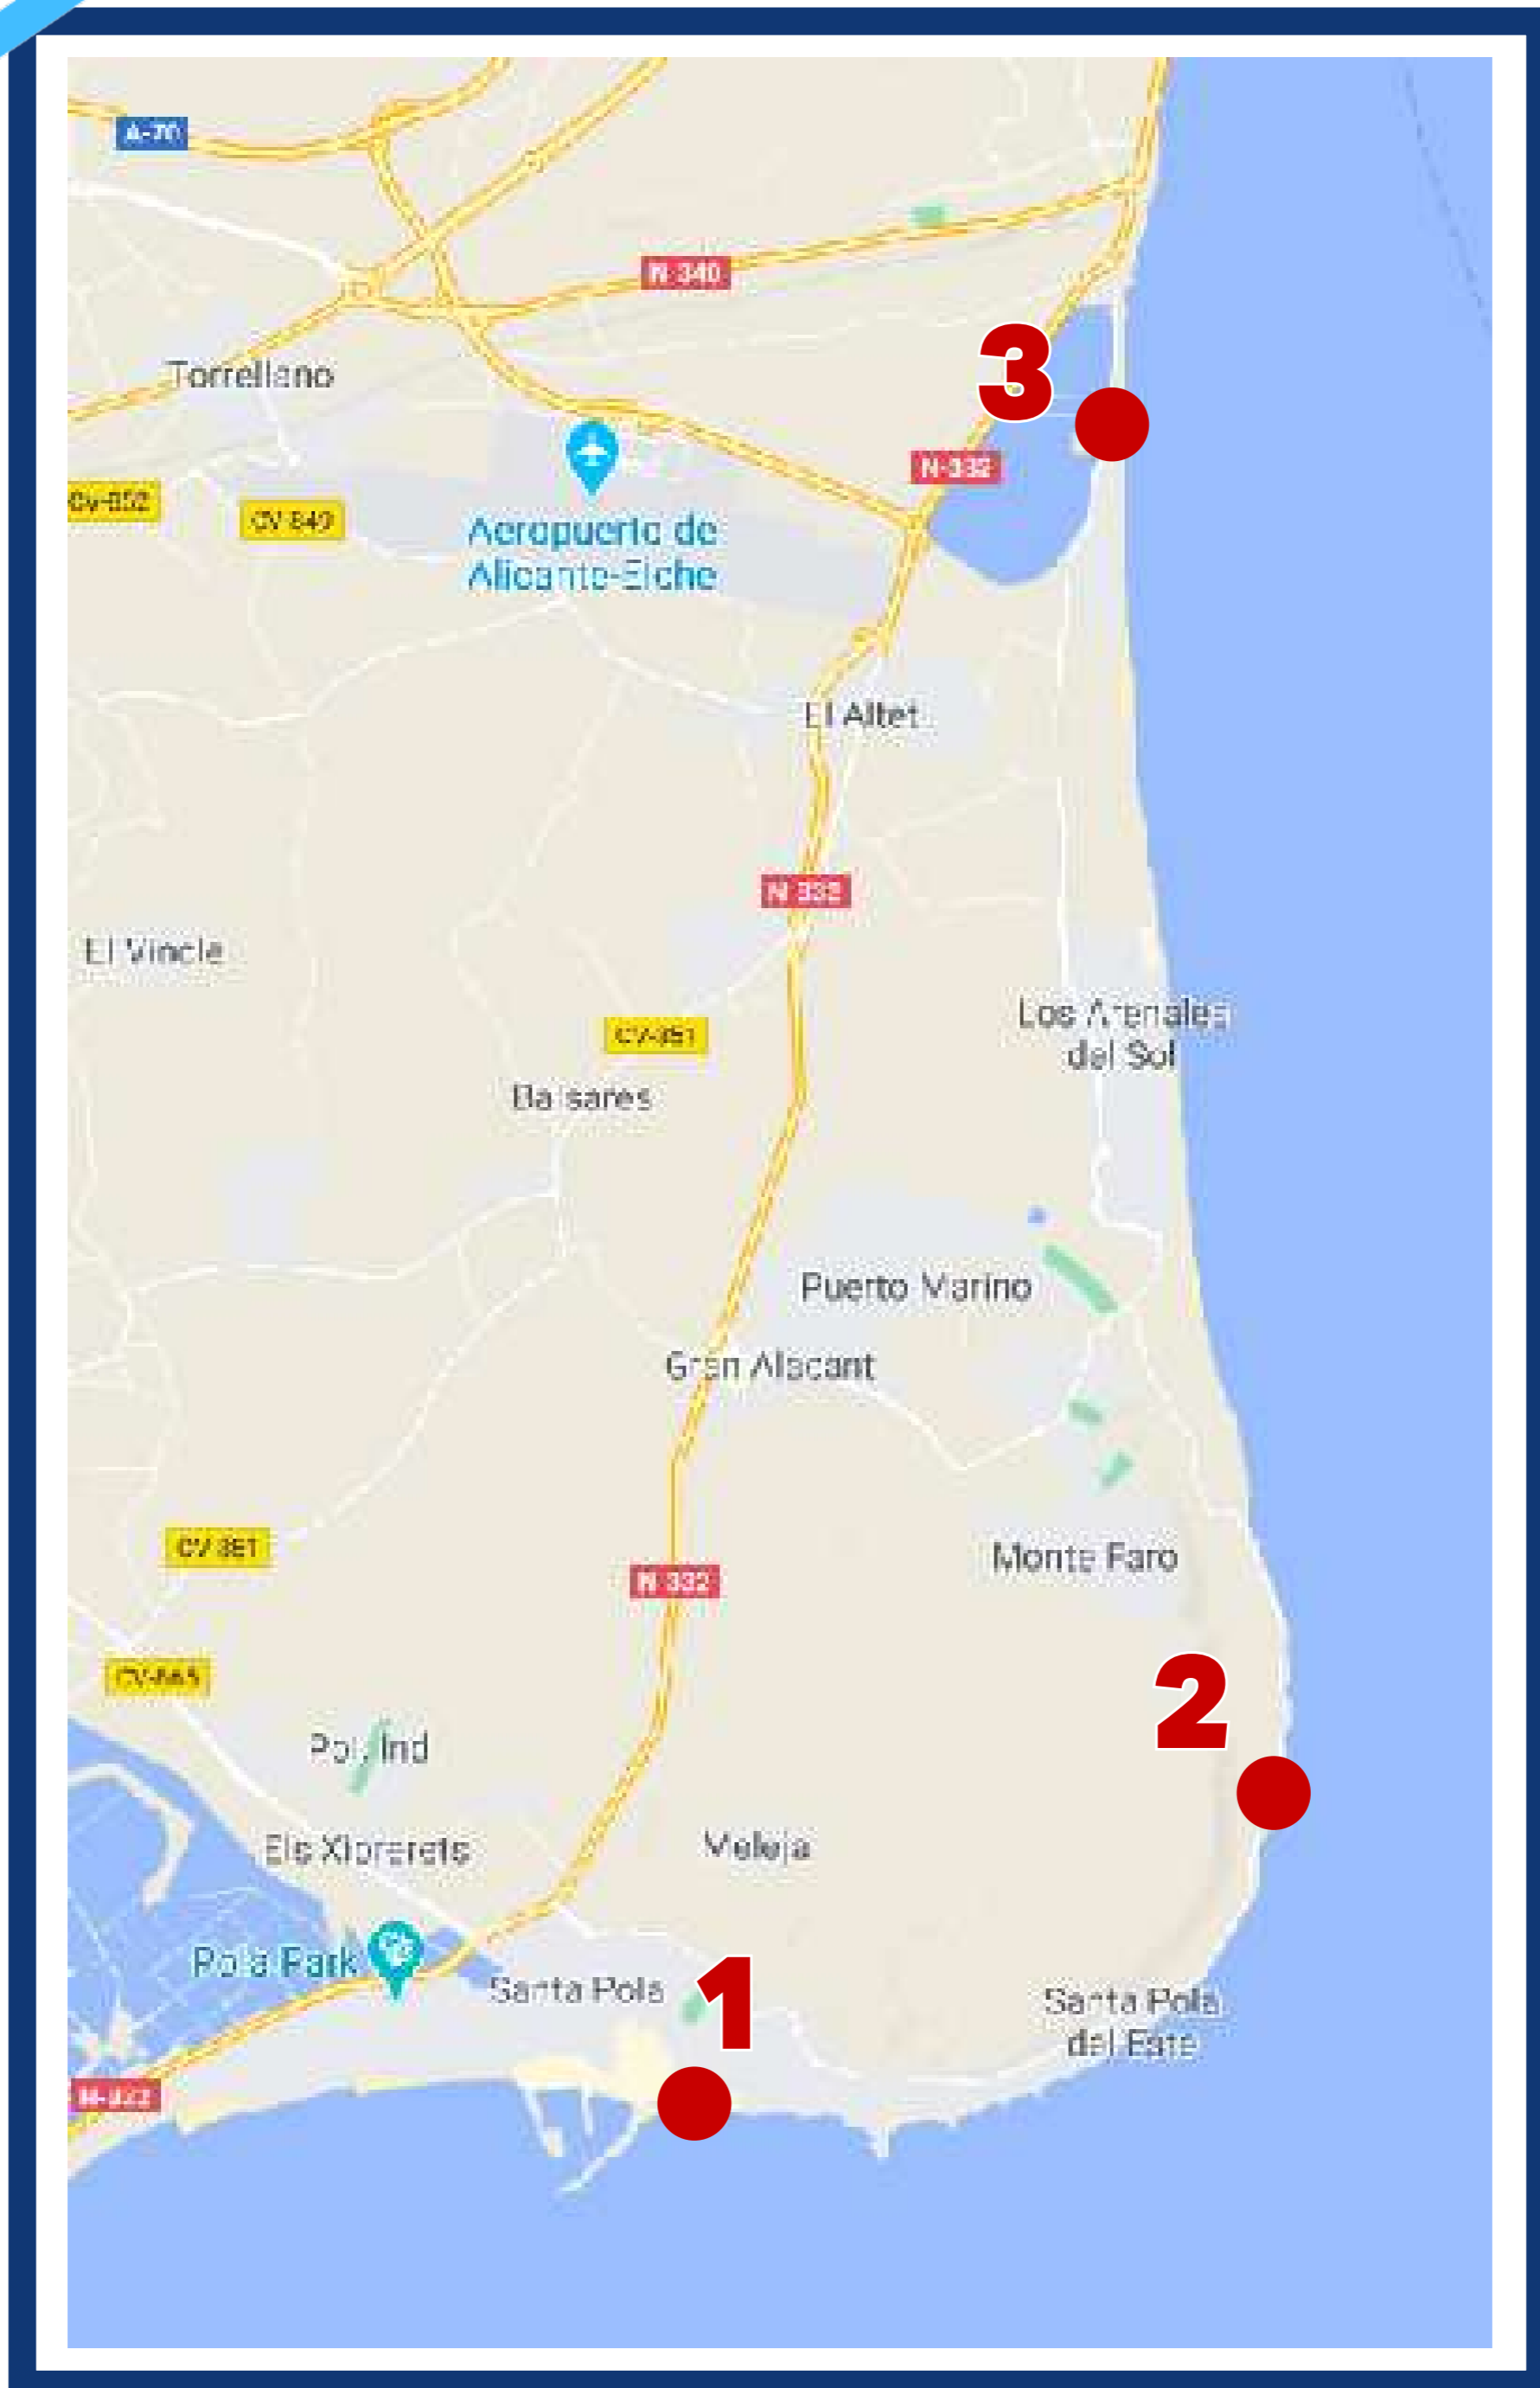 A-70
N-340
3
Torrellano
N-332
CV-852
CV-849
Aeropuerto de
Alicante-Elche
El Altet
N-332
El Vincle
Los Arenales
del Sol
CV-851
Balsares
Puerto Marino
Gran Alacant
Monte Faro
N-332
CV-865
2
Pol. Ind
Els Xiprerets
Pola Park
Santa Pola
1
Santa Pola
del Este
N-332